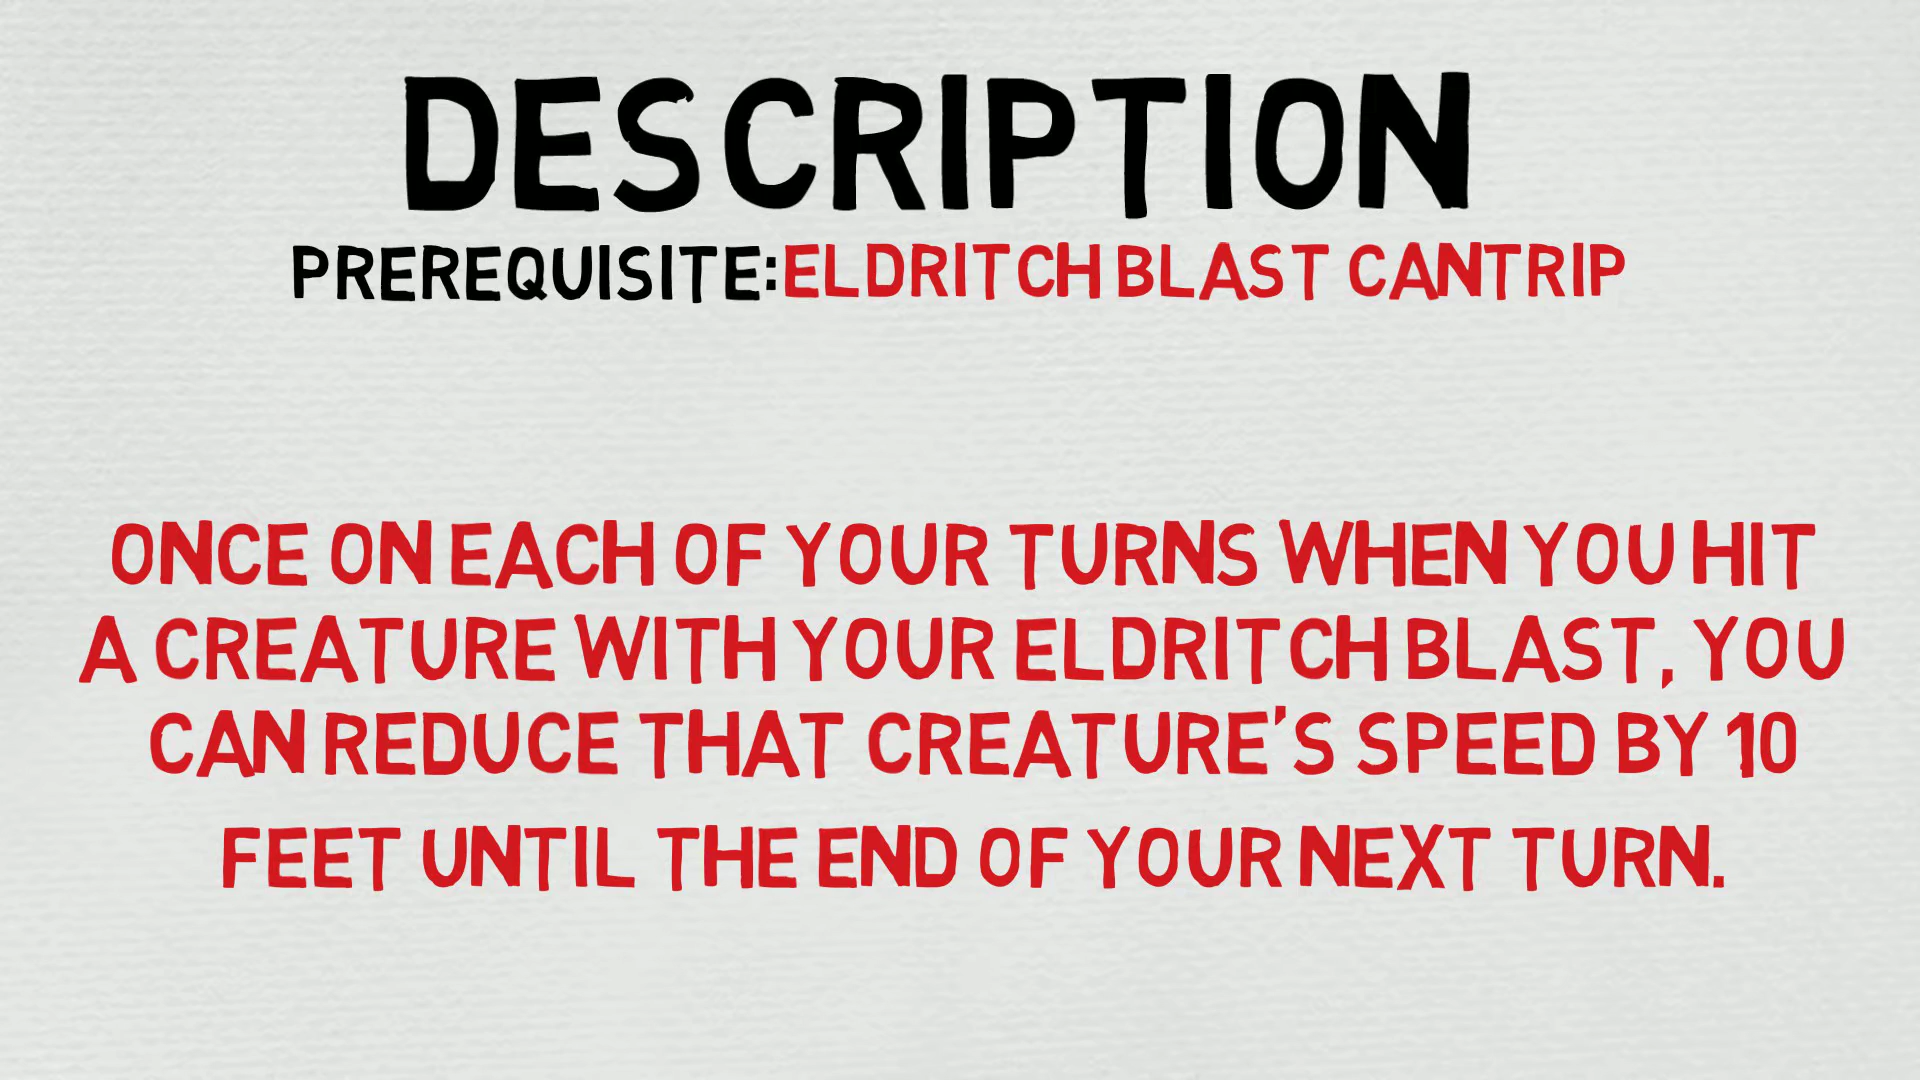 DESCRIPTION
PREREQUISITE:ELDRITCH BLAST CANTRIP
ONCE ON EACH OF YOUR TURNS WHEN YOU HIT
A CREATURE WITH YOUR ELDRITCH BLAST, YOU
CAN REDUCE THAT CREATURE'S SPEED BY 10
FEET UNTIL THE END OF YOUR NEXT TURN.